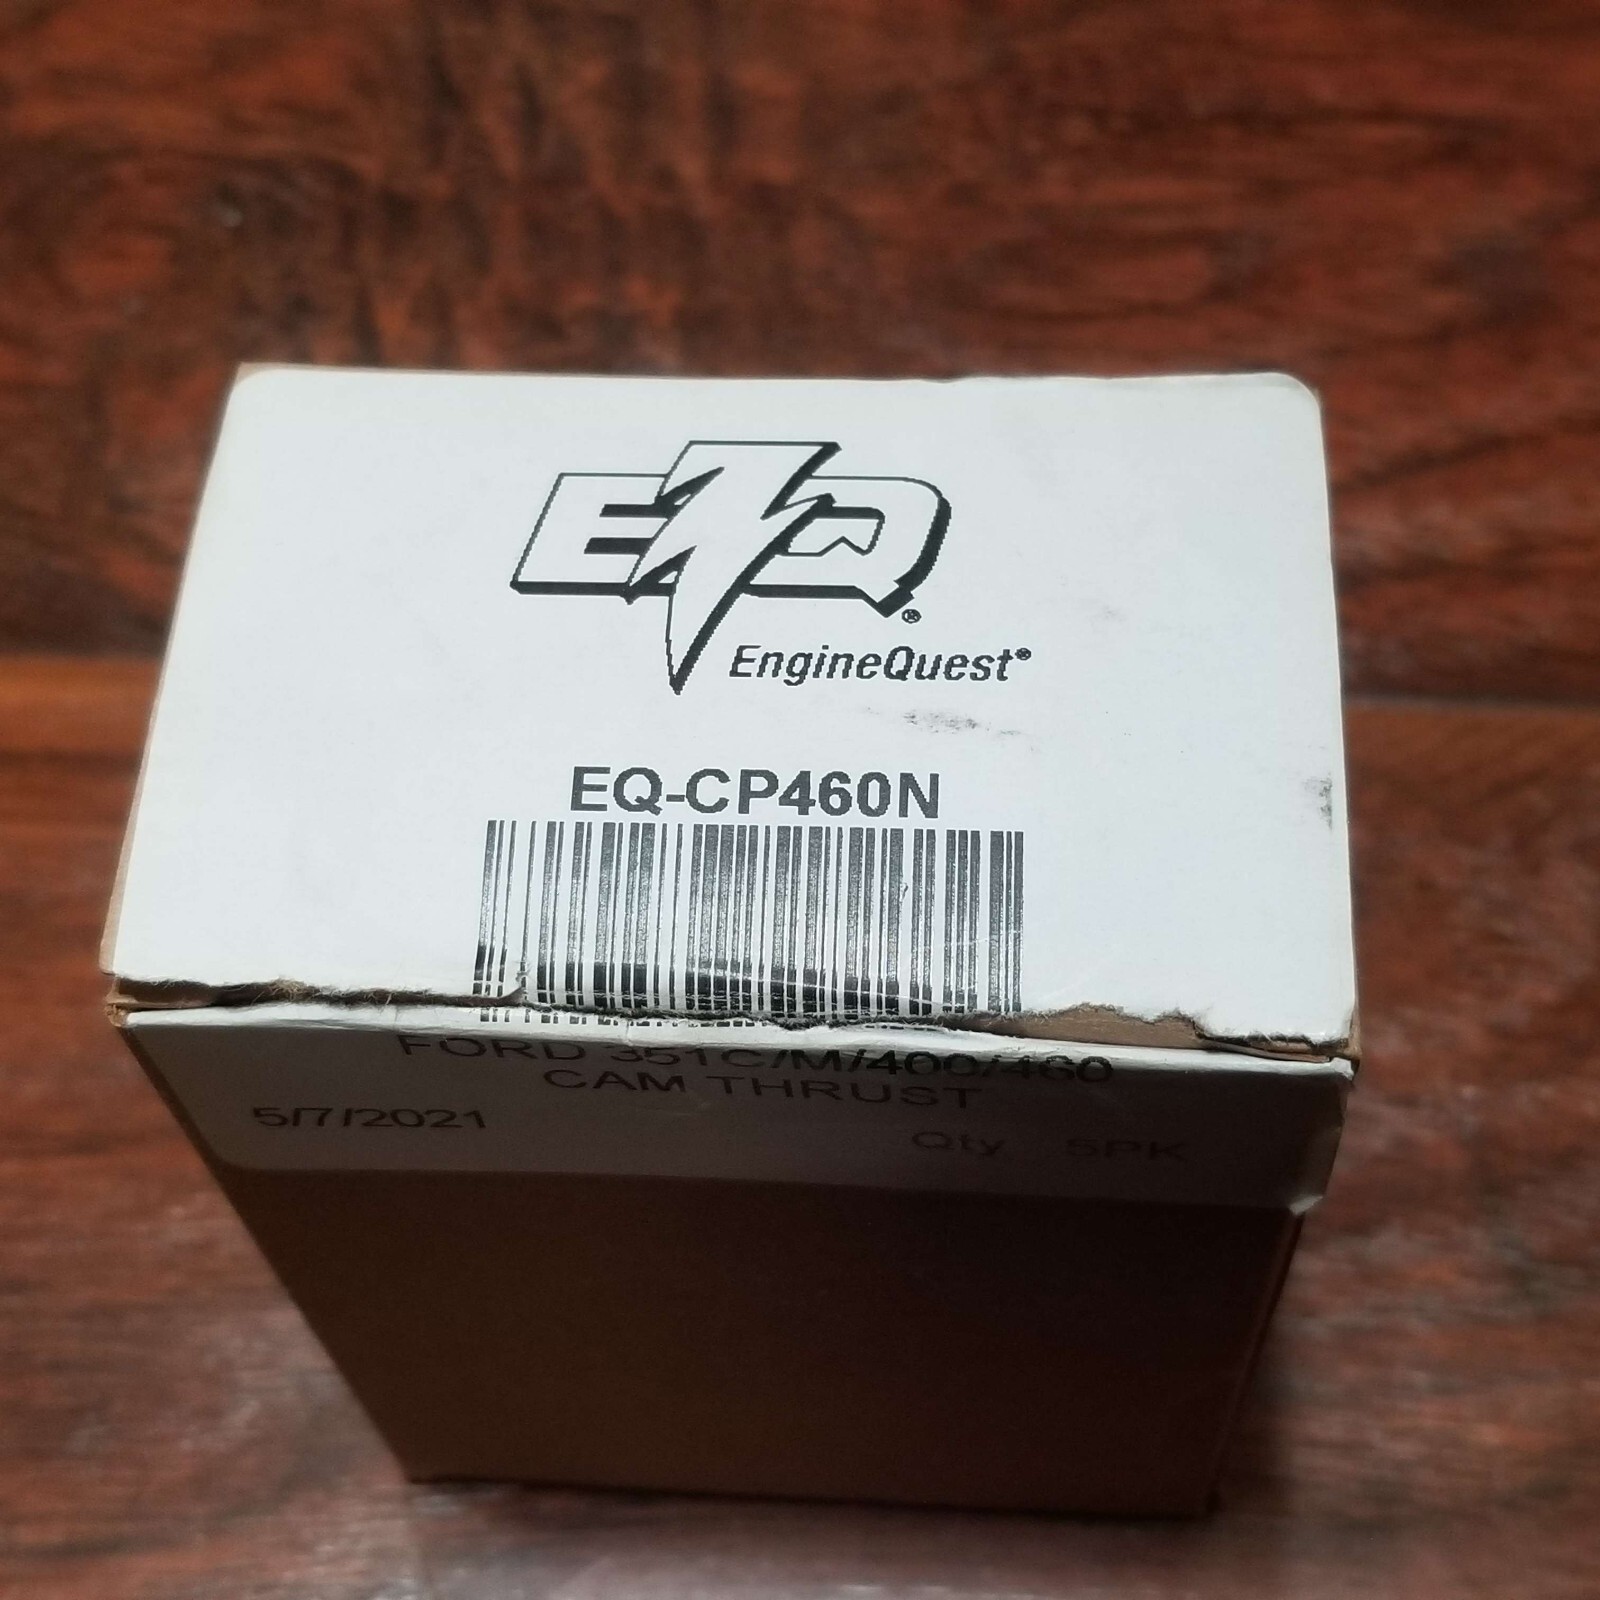 EQ®
EngineQuest®
EQ-CP460N
FORD 351C/M/400/460
CAM THRUST
5/7/2021 Qty 5PK